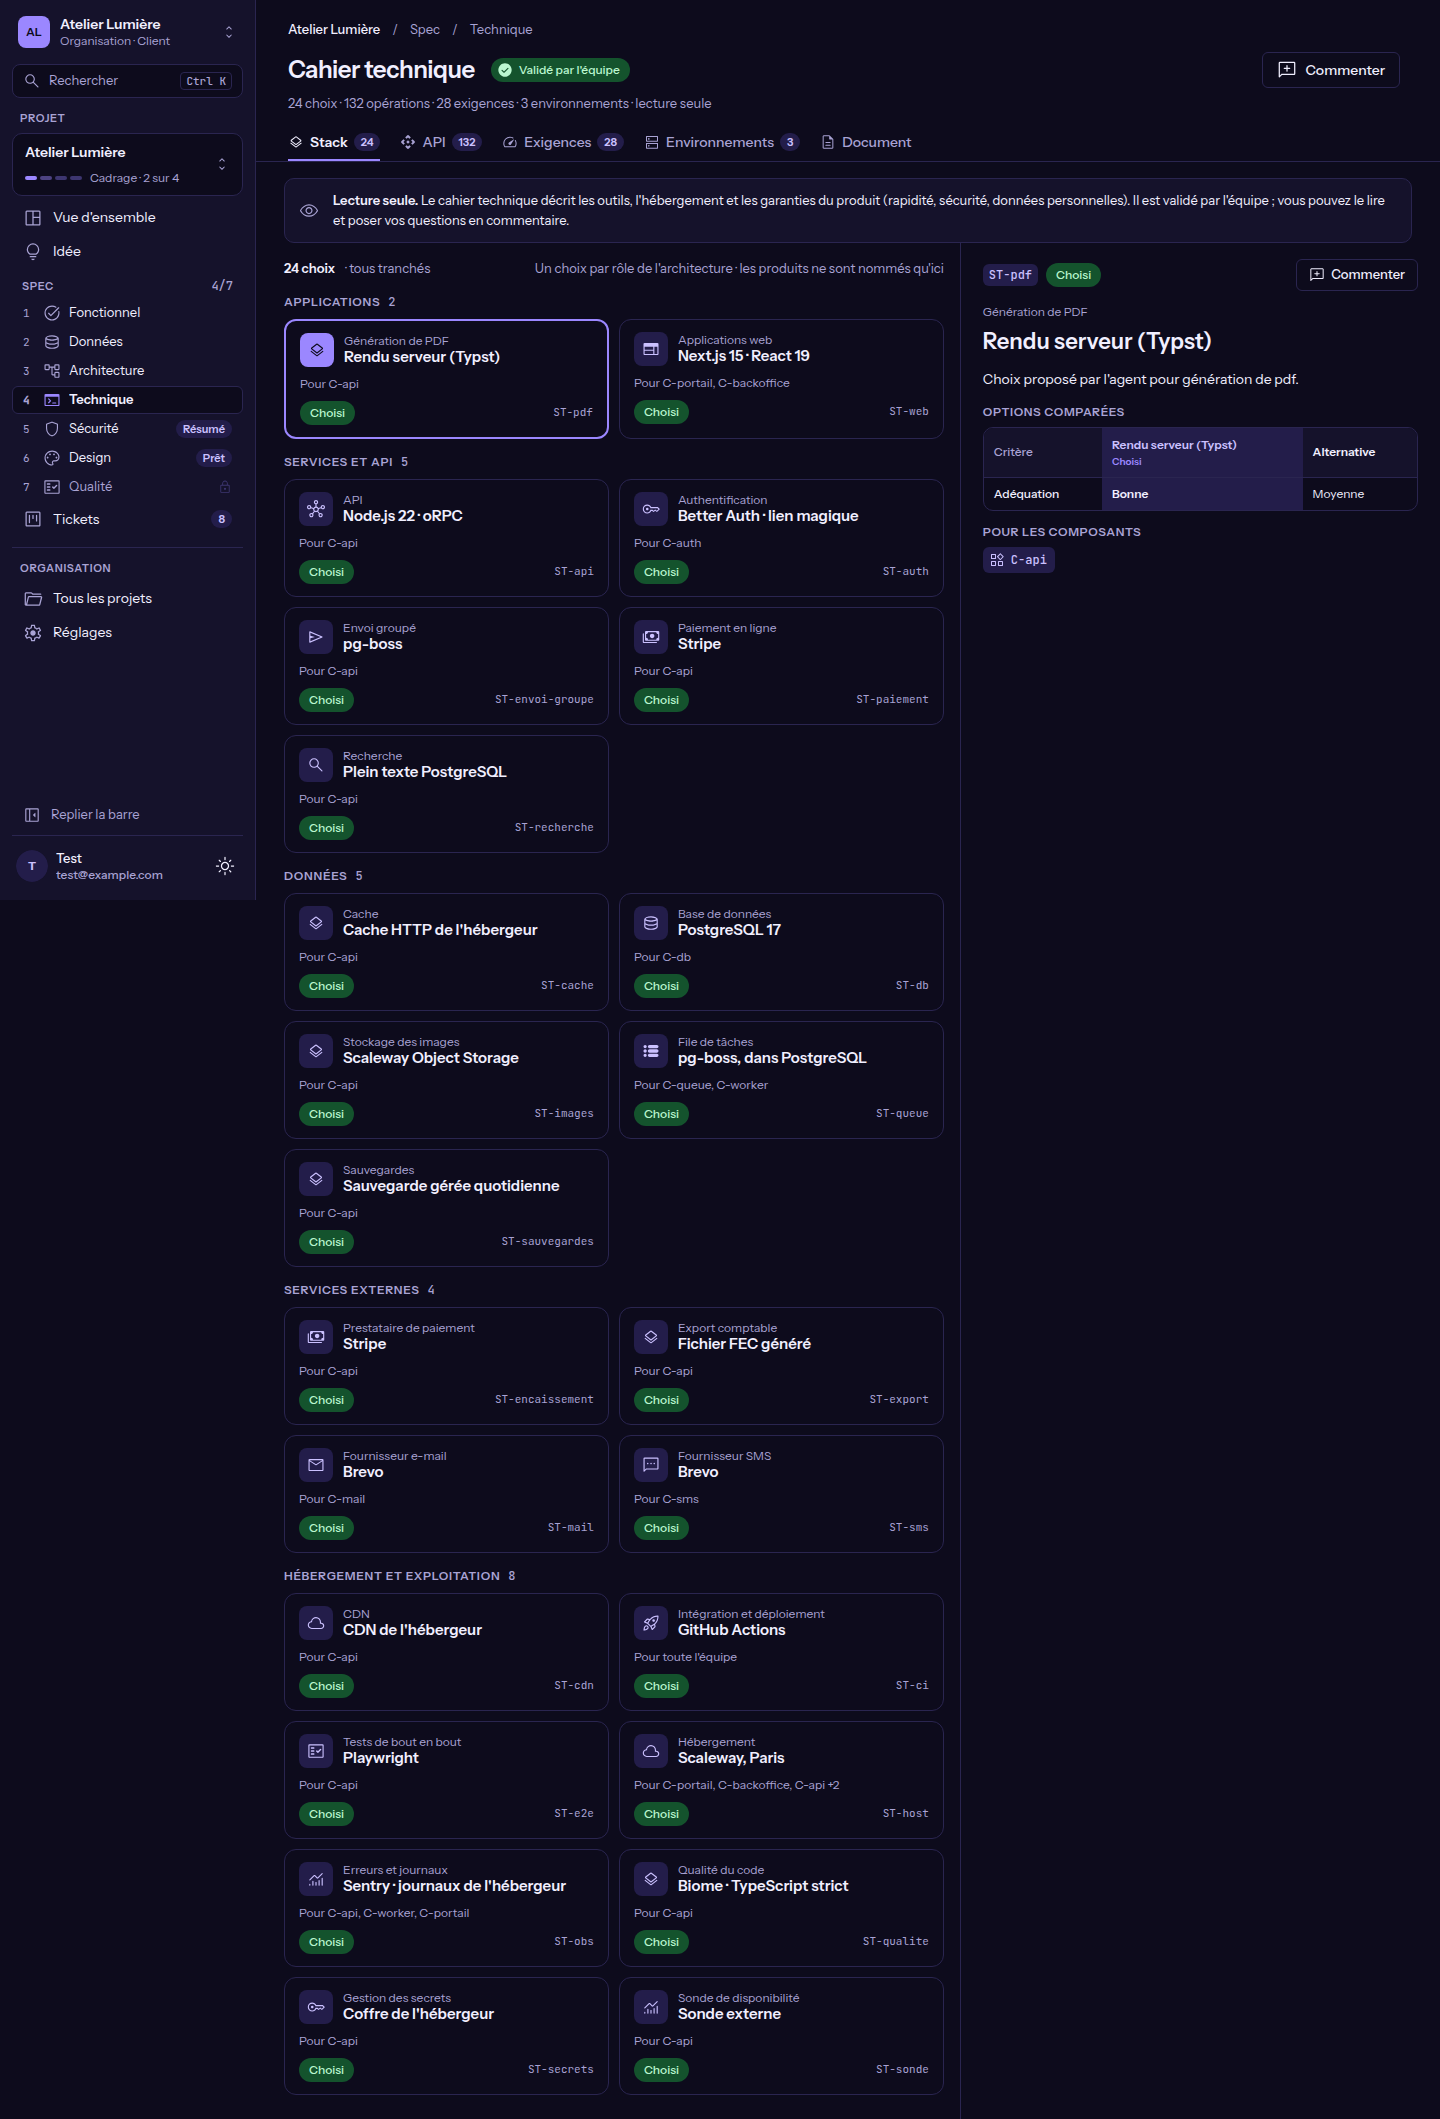 AL
Atelier Lumière
Organisation · Client
Rechercher
Ctrl K
PROJET
Atelier Lumière
Cadrage · 2 sur 4
Vue d'ensemble
Idée
SPEC 4/7
1 Fonctionnel
2 Données
3 Architecture
4 Technique
5 Sécurité Résumé
6 Design Prêt
7 Qualité
Tickets 8
ORGANISATION
Tous les projets
Réglages
Replier la barre
T
Test
test@example.com
Atelier Lumière / Spec / Technique
Cahier technique
Validé par l'équipe
Commenter
24 choix · 132 opérations · 28 exigences · 3 environnements · lecture seule
Stack 24
API 132
Exigences 28
Environnements 3
Document
Lecture seule. Le cahier technique décrit les outils, l'hébergement et les garanties du produit (rapidité, sécurité, données personnelles). Il est validé par l'équipe ; vous pouvez le lire
et poser vos questions en commentaire.
24 choix · tous tranchés
Un choix par rôle de l'architecture · les produits ne sont nommés qu'ici
APPLICATIONS 2
Génération de PDF
Rendu serveur (Typst)
Pour C-api
Choisi
ST-pdf
Applications web
Next.js 15 · React 19
Pour C-portail, C-backoffice
Choisi
ST-web
SERVICES ET API 5
API
Node.js 22 · oRPC
Pour C-api
Choisi
ST-api
Authentification
Better Auth · lien magique
Pour C-auth
Choisi
ST-auth
Envoi groupé
pg-boss
Pour C-api
Choisi
ST-envoi-groupe
Paiement en ligne
Stripe
Pour C-api
Choisi
ST-paiement
Recherche
Plein texte PostgreSQL
Pour C-api
Choisi
ST-recherche
DONNÉES 5
Cache
Cache HTTP de l'hébergeur
Pour C-api
Choisi
ST-cache
Base de données
PostgreSQL 17
Pour C-db
Choisi
ST-db
Stockage des images
Scaleway Object Storage
Pour C-api
Choisi
ST-images
File de tâches
pg-boss, dans PostgreSQL
Pour C-queue, C-worker
Choisi
ST-queue
Sauvegardes
Sauvegarde gérée quotidienne
Pour C-api
Choisi
ST-sauvegardes
SERVICES EXTERNES 4
Prestataire de paiement
Stripe
Pour C-api
Choisi
ST-encaissement
Export comptable
Fichier FEC généré
Pour C-api
Choisi
ST-export
Fournisseur e-mail
Brevo
Pour C-mail
Choisi
ST-mail
Fournisseur SMS
Brevo
Pour C-sms
Choisi
ST-sms
HÉBERGEMENT ET EXPLOITATION 8
CDN
CDN de l'hébergeur
Pour C-api
Choisi
ST-cdn
Intégration et déploiement
GitHub Actions
Pour toute l'équipe
Choisi
ST-ci
Tests de bout en bout
Playwright
Pour C-api
Choisi
ST-e2e
Hébergement
Scaleway, Paris
Pour C-portail, C-backoffice, C-api +2
Choisi
ST-host
Erreurs et journaux
Sentry · journaux de l'hébergeur
Pour C-api, C-worker, C-portail
Choisi
ST-obs
Qualité du code
Biome · TypeScript strict
Pour C-api
Choisi
ST-qualite
Gestion des secrets
Coffre de l'hébergeur
Pour C-api
Choisi
ST-secrets
Sonde de disponibilité
Sonde externe
Pour C-api
Choisi
ST-sonde
ST-pdf
Choisi
Commenter
Génération de PDF
Rendu serveur (Typst)
Choix proposé par l'agent pour génération de pdf.
OPTIONS COMPARÉES
Critère
Rendu serveur (Typst)
Choisi
Alternative
Adéquation
Bonne
Moyenne
POUR LES COMPOSANTS
C-api